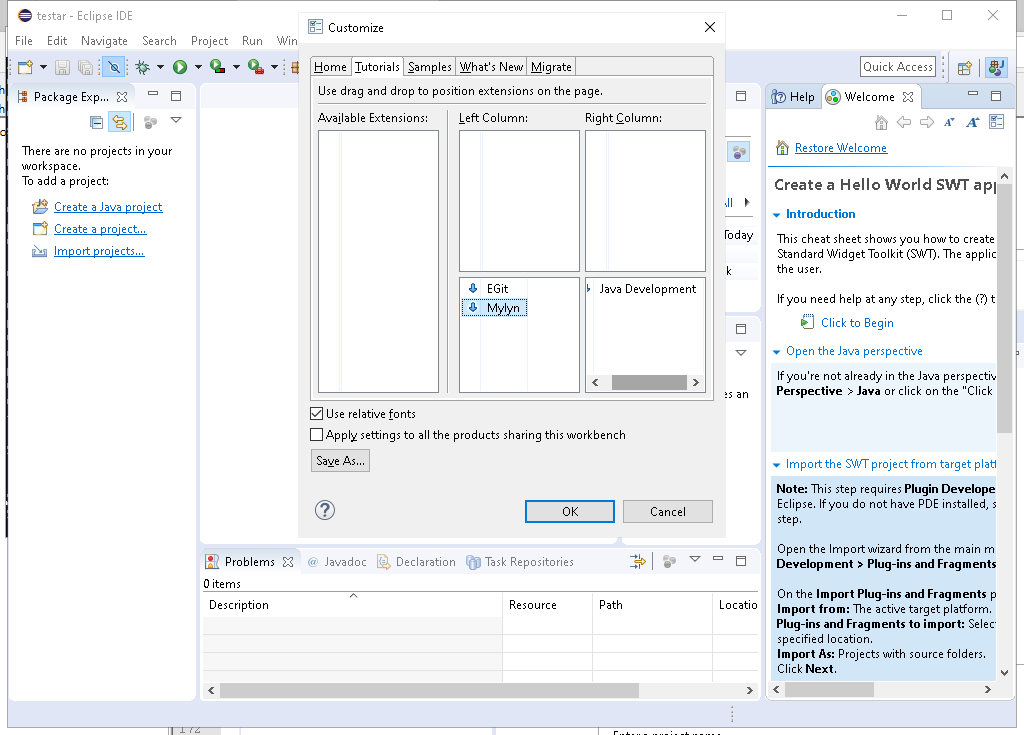 testar - Eclipse IDE
File Edit Navigate Search Project Run Win
Quick Access
Package Exp...
There are no projects in your
workspace.
To add a project:
Create a Java project
Create a project...
Import projects...
Customize
Home Tutorials Samples What's New Migrate
Use drag and drop to position extensions on the page.
Available Extensions:
Left Column:
Right Column:
EGit
Mylyn
Java Development
Use relative fonts
Apply settings to all the products sharing this workbench
Save As...
OK
Cancel
Today
Help
Welcome
Restore Welcome
Create a Hello World SWT app
Introduction
This cheat sheet shows you how to create
Standard Widget Toolkit (SWT). The applic
the user.
If you need help at any step, click the (?) t
Click to Begin
Open the Java perspective
If you're not already in the Java perspectiv
Perspective > Java or click on the "Click
Import the SWT project from target platf
Note: This step requires Plugin Develope
Eclipse. If you do not have PDE installed, s
step.
Open the Import wizard from the main m
Development > Plug-ins and Fragments
On the Import Plug-ins and Fragments p
Import from: The active target platform.
Plug-ins and Fragments to import: Selec
specified location.
Import As: Projects with source folders.
Click Next.
Problems
@ Javadoc
Declaration
Task Repositories
0 items
Description
Resource
Path
Locatio